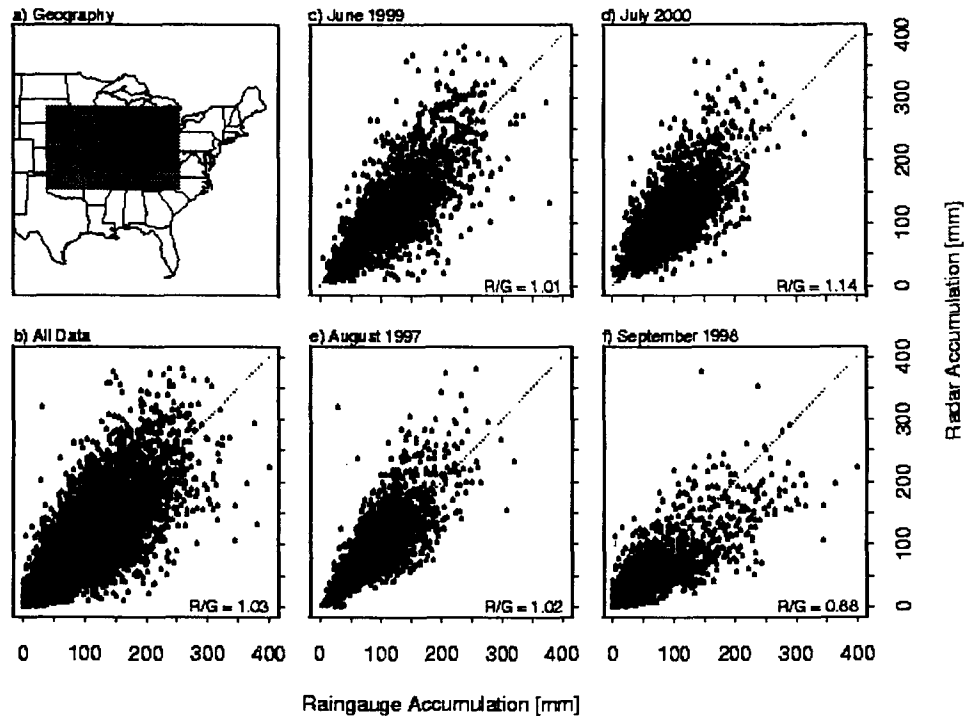 a) Geography
c) June 1999
d) July 2000
400
300
200
100
0
R/G = 1.01
R/G = 1.14
b) All Data
e) August 1997
f) September 1998
400
300
200
100
0
R/G = 1.03
R/G = 1.02
R/G = 0.88
0 100 200 300 400
0 100 200 300 400
0 100 200 300 400
Raingauge Accumulation [mm]
Radar Accumulation [mm]